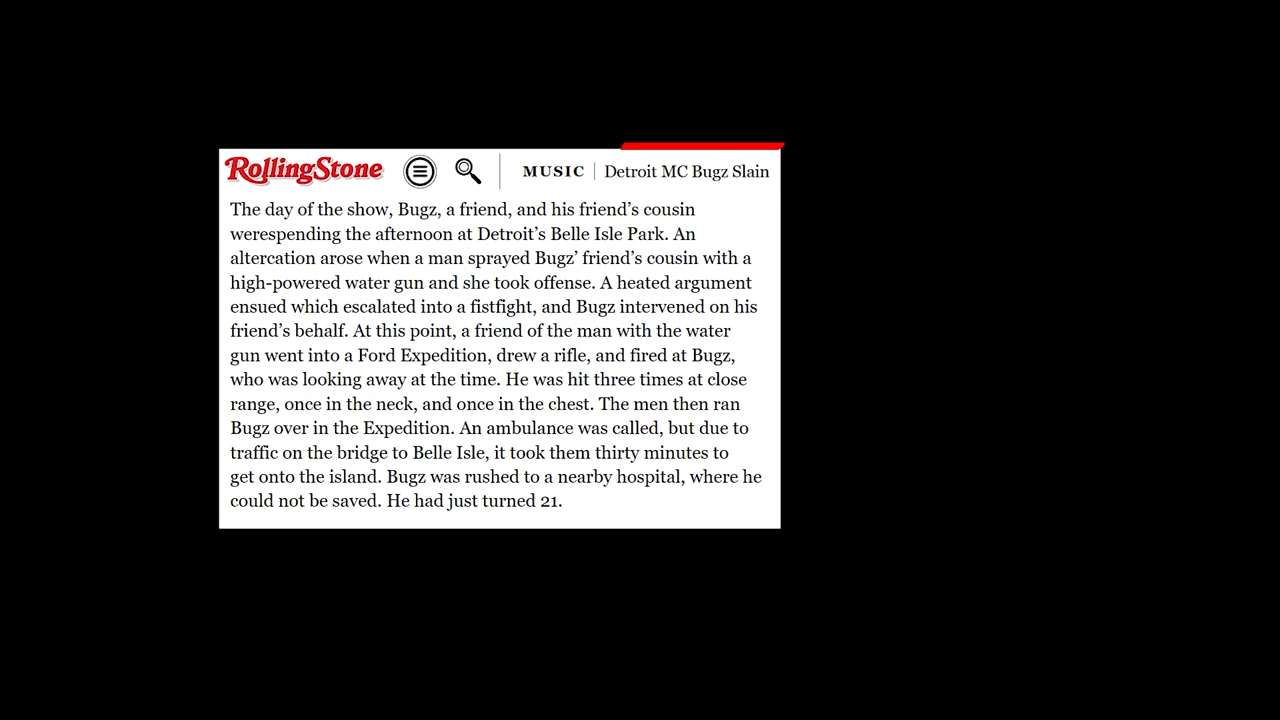 RollingStone MUSIC | Detroit MC Bugz Slain
The day of the show, Bugz, a friend, and his friend’s cousin
werespending the afternoon at Detroit’s Belle Isle Park. An
altercation arose when a man sprayed Bugz’ friend’s cousin with a
high-powered water gun and she took offense. A heated argument
ensued which escalated into a fistfight, and Bugz intervened on his
friend’s behalf. At this point, a friend of the man with the water
gun went into a Ford Expedition, drew a rifle, and fired at Bugz,
who was looking away at the time. He was hit three times at close
range, once in the neck, and once in the chest. The men then ran
Bugz over in the Expedition. An ambulance was called, but due to
traffic on the bridge to Belle Isle, it took them thirty minutes to
get onto the island. Bugz was rushed to a nearby hospital, where he
could not be saved. He had just turned 21.